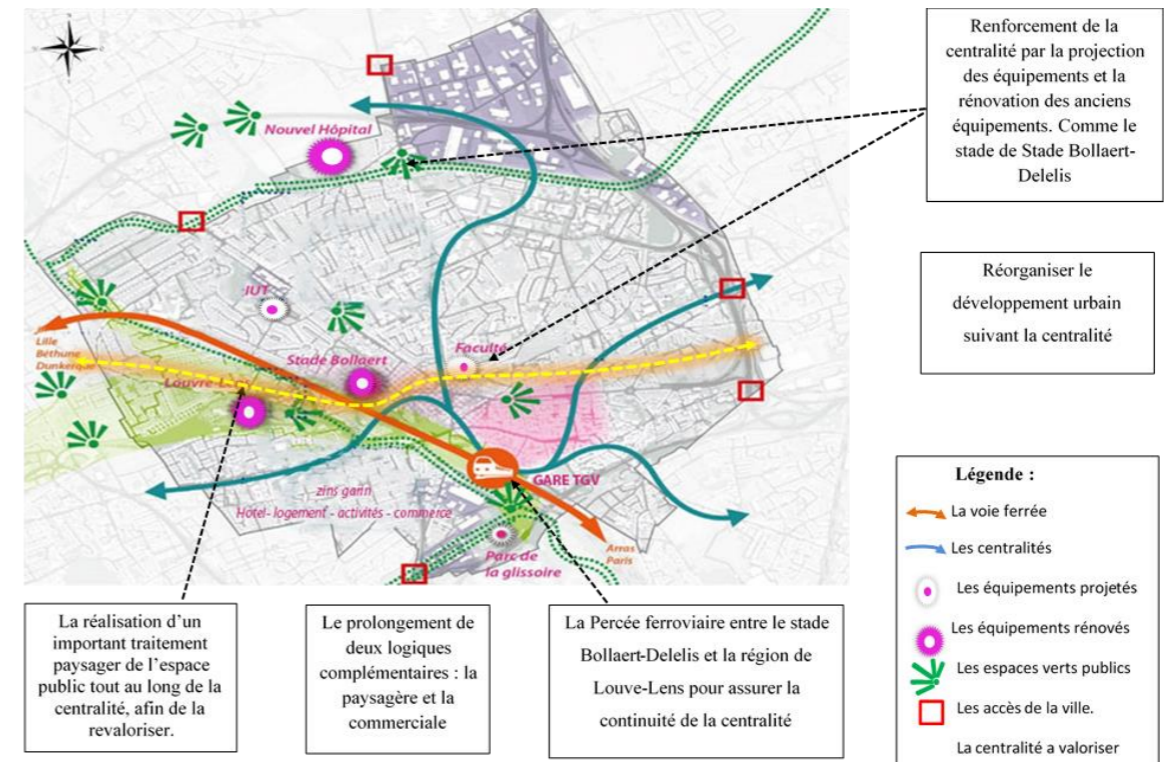 Nouvel Hôpital
IUT
Lille
Béthune
Dunkerque
Stade Bollaert
Faculté
GARE TGV
zins garin
Hotel- logement - activités - commerce
Parc de
la glissoire
Arras
Paris
Renforcement de la
centralité par la projection
des équipements et la
rénovation des anciens
équipements. Comme le
stade de Stade Bollaert-
Delelis
Réorganiser le
développement urbain
suivant la centralité
La réalisation d’un
important traitement
paysager de l’espace
public tout au long de la
centralité, afin de la
revaloriser.
Le prolongement de
deux logiques
complémentaires : la
paysagère et la
commerciale
La Percée ferroviaire entre le stade
Bollaert-Delelis et la région de
Louve-Lens pour assurer la
continuité de la centralité
Légende :
La voie ferrée
Les centralités
Les équipements projetés
Les équipements rénovés
Les espaces verts publics
Les accès de la ville.
La centralité a valoriser